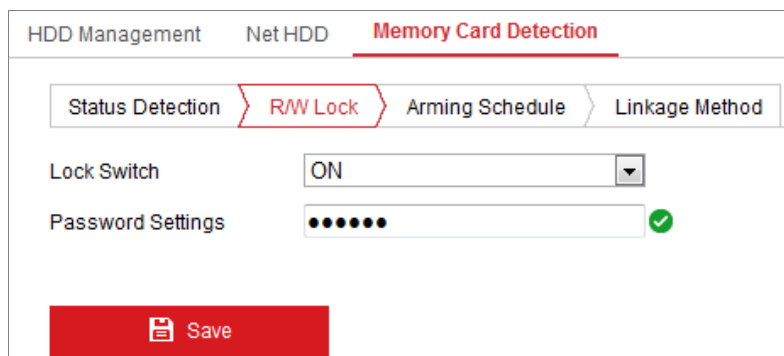 HDD Management Net HDD Memory Card Detection
Status Detection R/W Lock Arming Schedule Linkage Method
Lock Switch ON
Password Settings ●●●●●●
Save